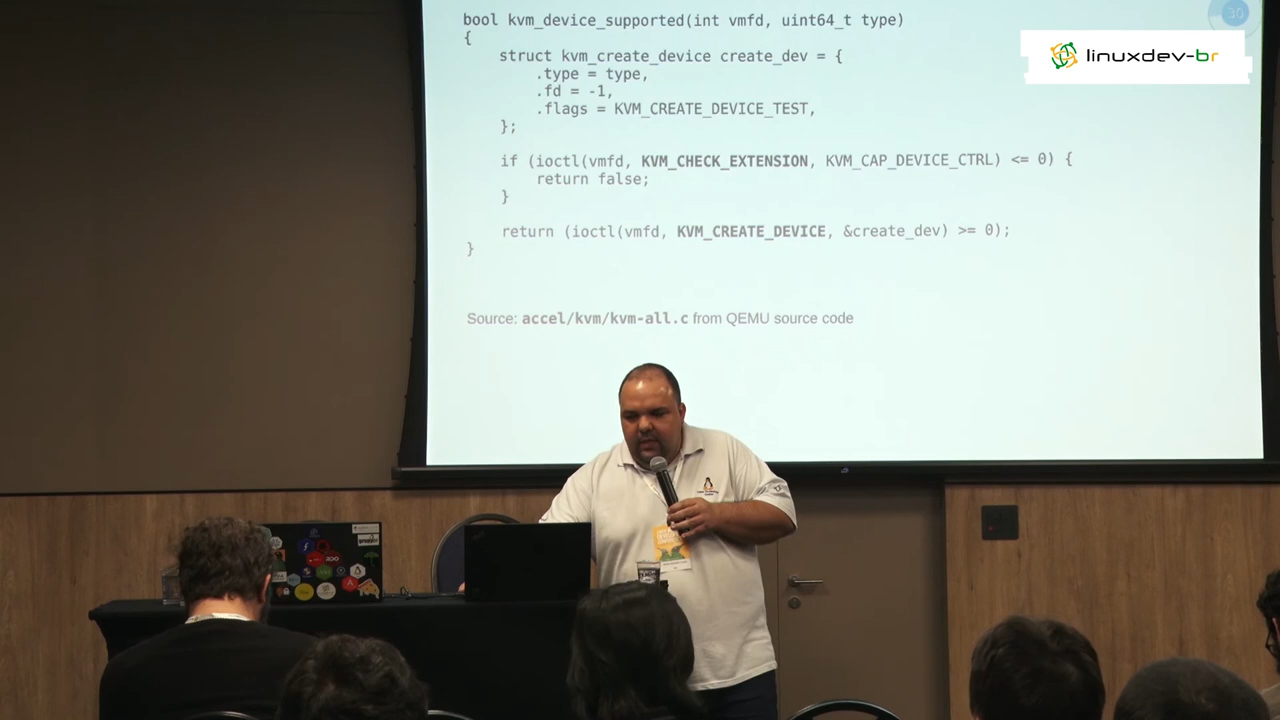 bool kvm_device_supported(int vmfd, uint64_t type)
{
    struct kvm_create_device create_dev = {
        .type = type,
        .fd = -1,
        .flags = KVM_CREATE_DEVICE_TEST,
    };
    if (ioctl(vmfd, KVM_CHECK_EXTENSION, KVM_CAP_DEVICE_CTRL) <= 0) {
        return false;
    }
    return (ioctl(vmfd, KVM_CREATE_DEVICE, &create_dev) >= 0);
}
Source: accel/kvm/kvm-all.c from QEMU source code
30
linuxdev-br